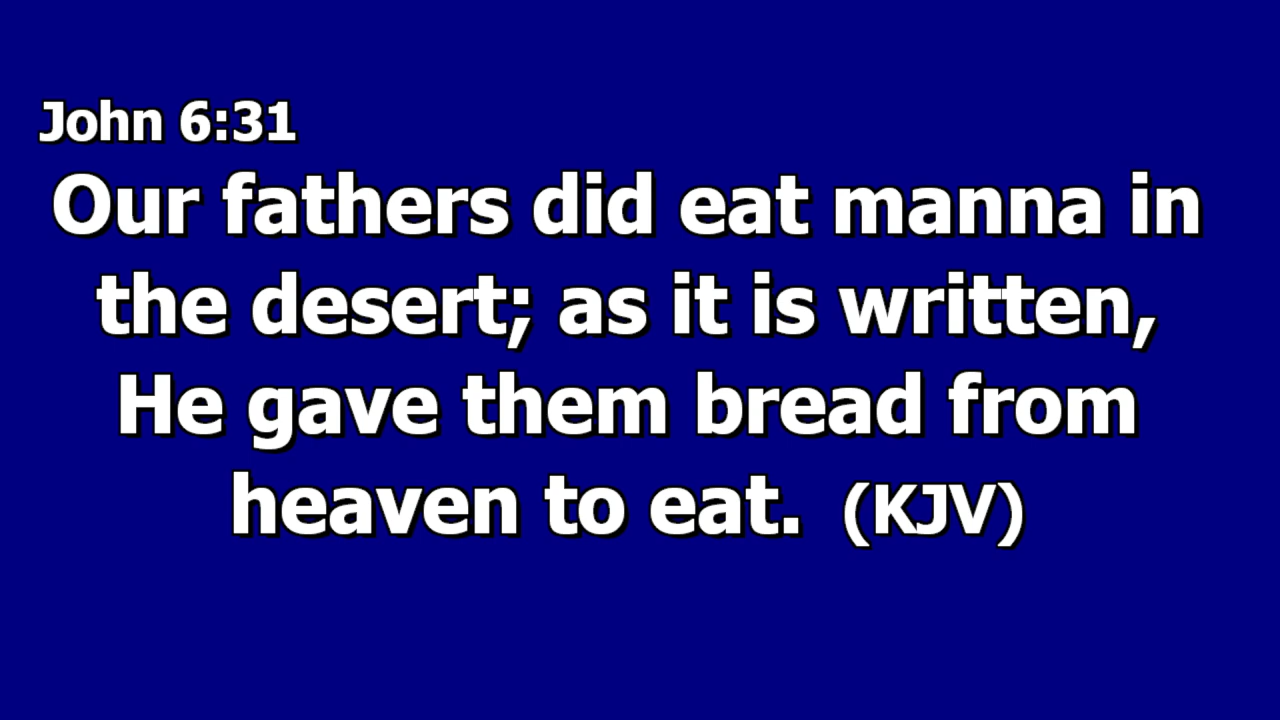 John 6:31
Our fathers did eat manna in
the desert; as it is written,
He gave them bread from
heaven to eat. (KJV)